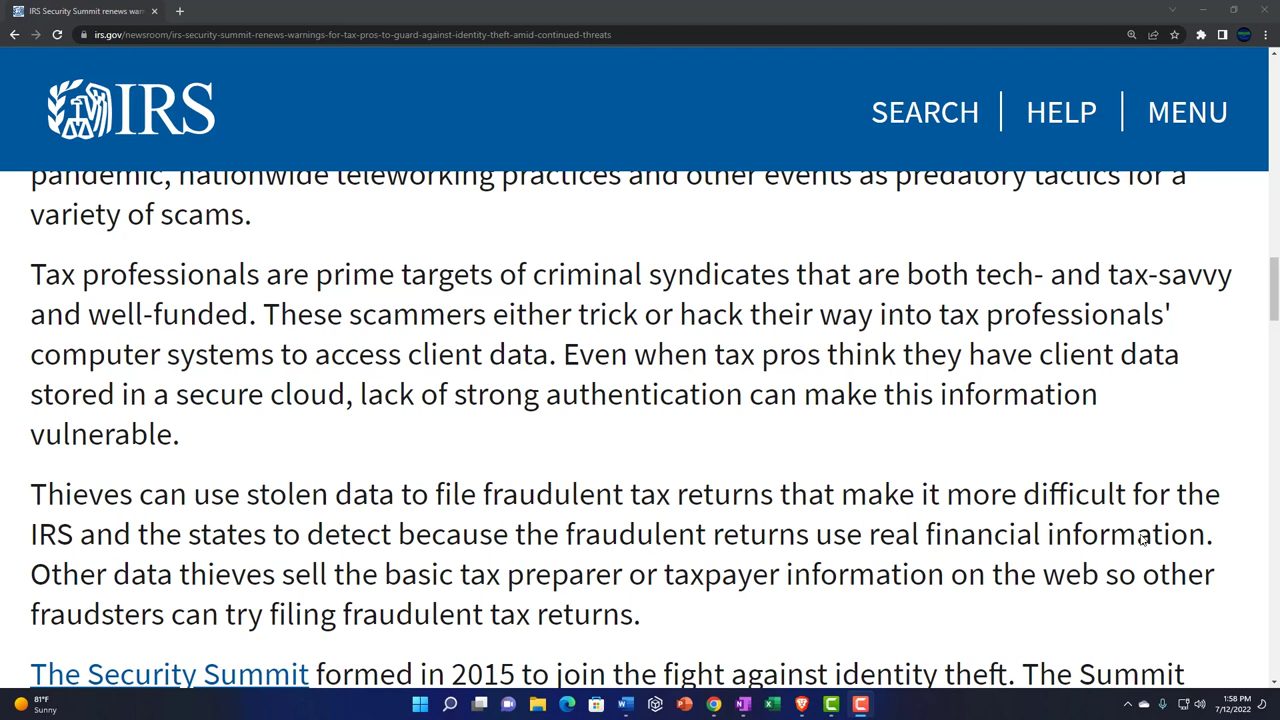 IRS Security Summit renews war
irs.gov/newsroom/irs-security-summit-renews-warnings-for-tax-pros-to-guard-against-identity-theft-amid-continued-threats
IRS
SEARCH
HELP
MENU
pandemic, nationwide teleworking practices and other events as predatory tactics for a
variety of scams.
Tax professionals are prime targets of criminal syndicates that are both tech- and tax-savvy
and well-funded. These scammers either trick or hack their way into tax professionals'
computer systems to access client data. Even when tax pros think they have client data
stored in a secure cloud, lack of strong authentication can make this information
vulnerable.
Thieves can use stolen data to file fraudulent tax returns that make it more difficult for the
IRS and the states to detect because the fraudulent returns use real financial information.
Other data thieves sell the basic tax preparer or taxpayer information on the web so other
fraudsters can try filing fraudulent tax returns.
The Security Summit formed in 2015 to join the fight against identity theft. The Summit
81°F
Sunny
1:58 PM
7/12/2022